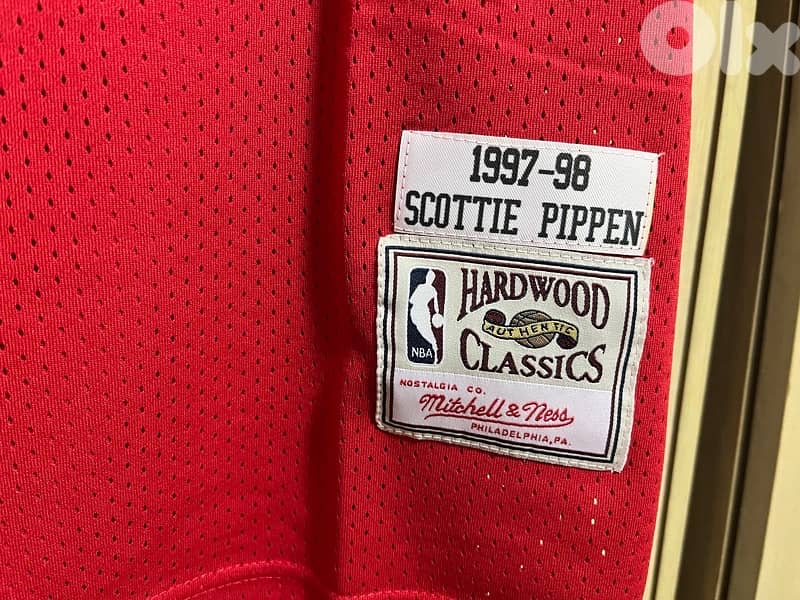 olx
1997-98
SCOTTIE PIPPEN
HARDWOOD
AUTHENTIC
CLASSICS
NBA
NOSTALGIA CO.
Mitchell & Ness
PHILADELPHIA, PA.